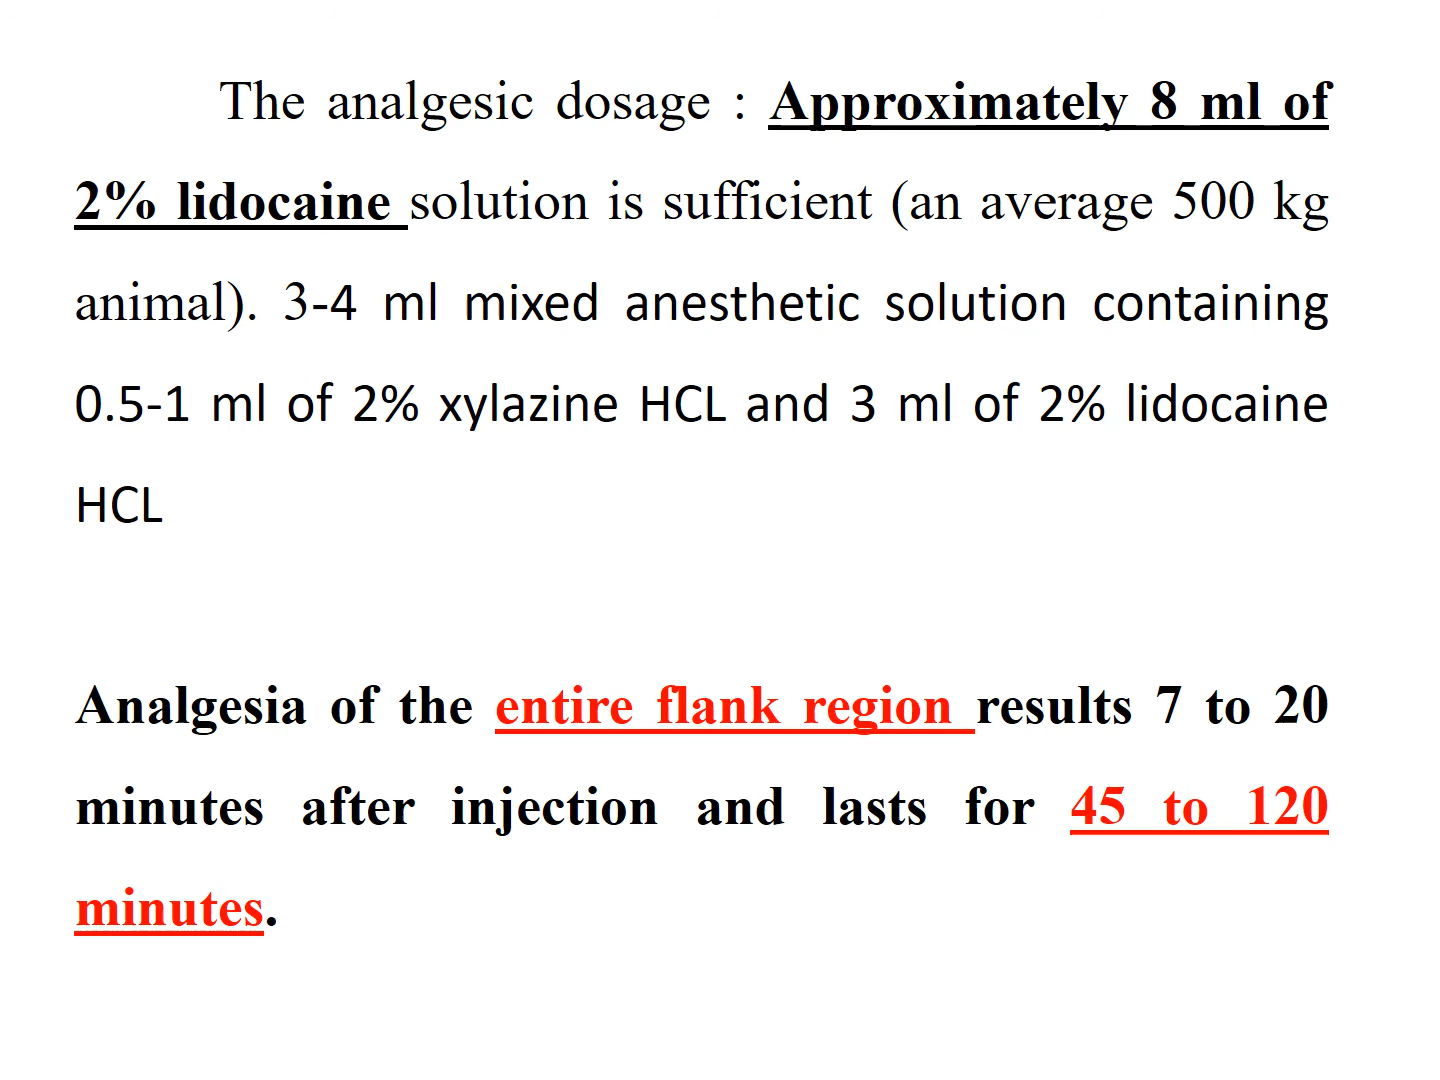 The analgesic dosage : Approximately 8 ml of
2% lidocaine solution is sufficient (an average 500 kg
animal). 3-4 ml mixed anesthetic solution containing
0.5-1 ml of 2% xylazine HCL and 3 ml of 2% lidocaine
HCL
Analgesia of the entire flank region results 7 to 20
minutes after injection and lasts for 45 to 120
minutes.